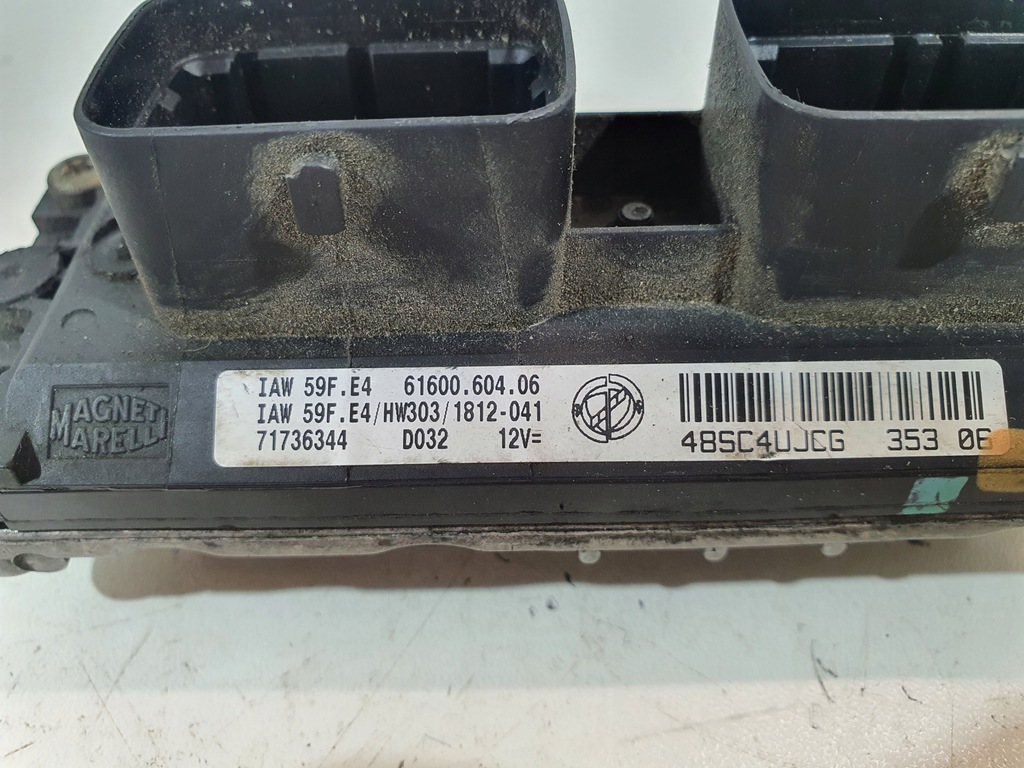 MAGNETI
MARELLI
IAW 59F.E4 61600.604.06
IAW 59F.E4/HW303/1812-041
71736344 D032 12V=
48SC4UJCG 353 06